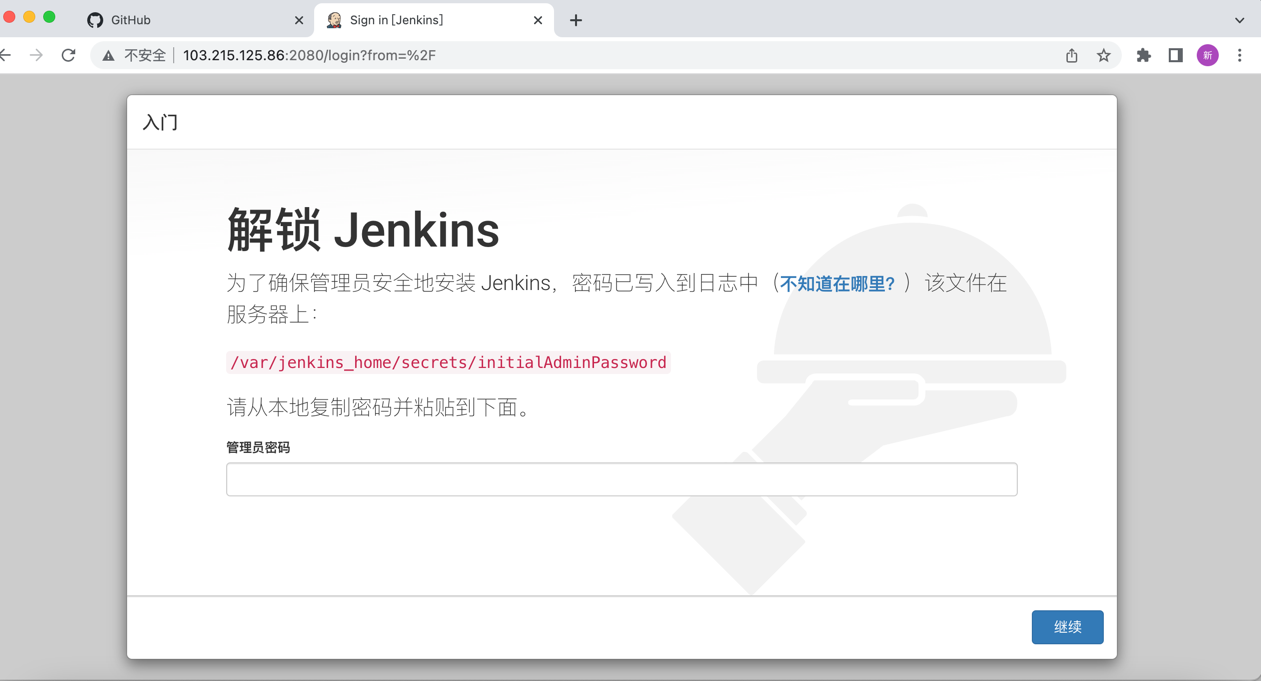 GitHub
Sign in [Jenkins]
不安全
103.215.125.86:2080/login?from=%2F
新
入门
解锁 Jenkins
为了确保管理员安全地安装 Jenkins，密码已写入到日志中（不知道在哪里？）该文件在
服务器上：
/var/jenkins_home/secrets/initialAdminPassword
请从本地复制密码并粘贴到下面。
管理员密码
继续